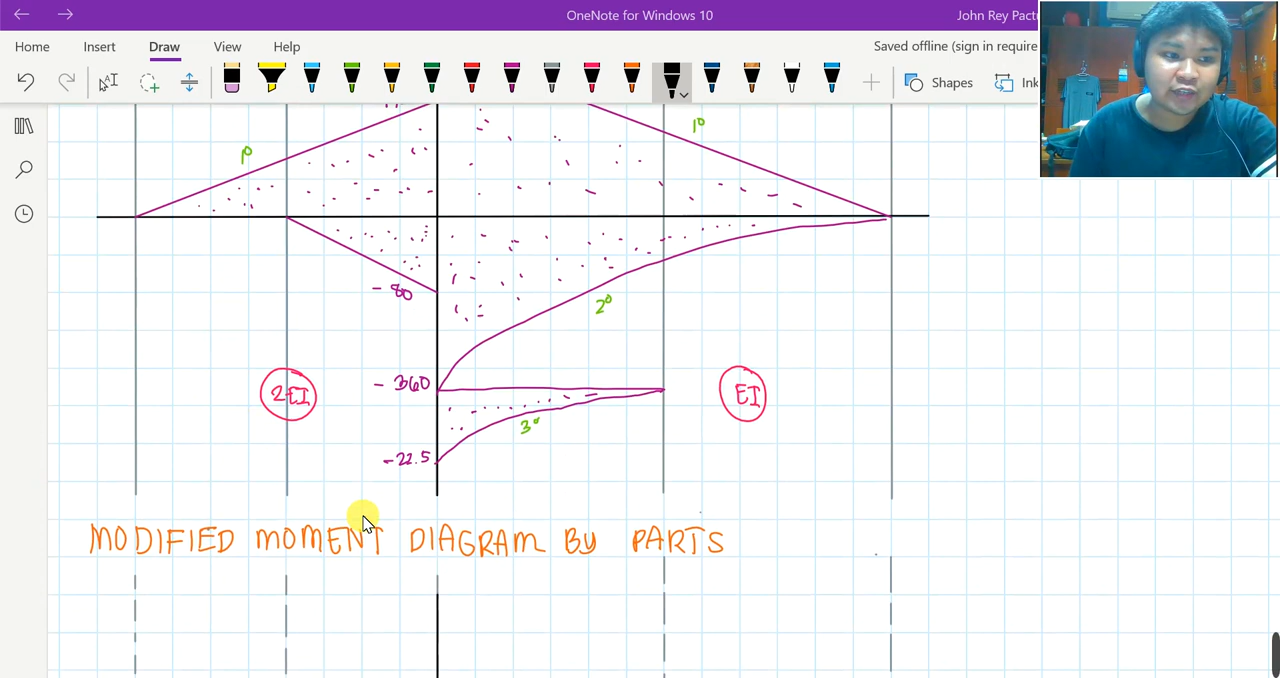 OneNote for Windows 10
John Rey Pactu
Home Insert Draw View Help
Saved offline (sign in require
Shapes
Ink
1°
1°
- 80
2°
- 360
2EI
EI
3°
-22.5
MODIFIED MOMENT DIAGRAM BY PARTS